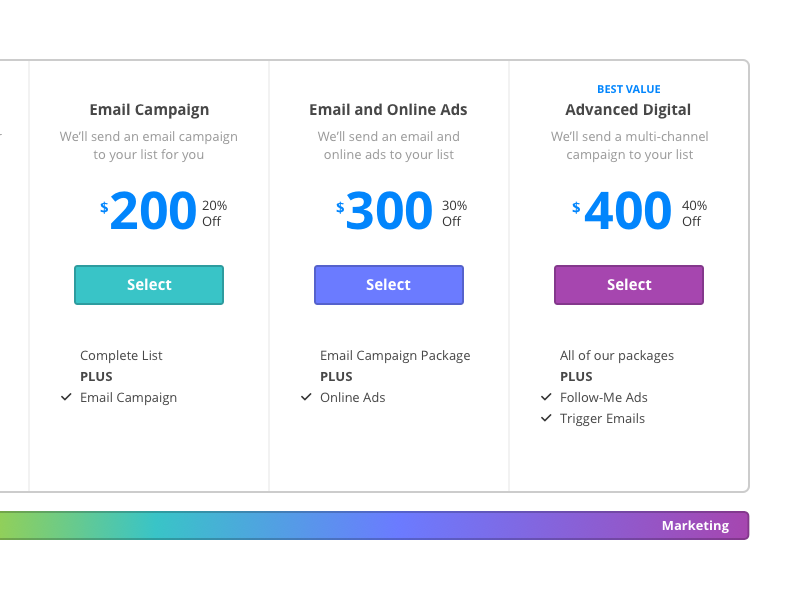 Email Campaign
We'll send an email campaign
to your list for you
$200 20%
Off
Select
Complete List
PLUS
Email Campaign
Email and Online Ads
We'll send an email and
online ads to your list
$300 30%
Off
Select
Email Campaign Package
PLUS
Online Ads
BEST VALUE
Advanced Digital
We'll send a multi-channel
campaign to your list
$400 40%
Off
Select
All of our packages
PLUS
Follow-Me Ads
Trigger Emails
Marketing